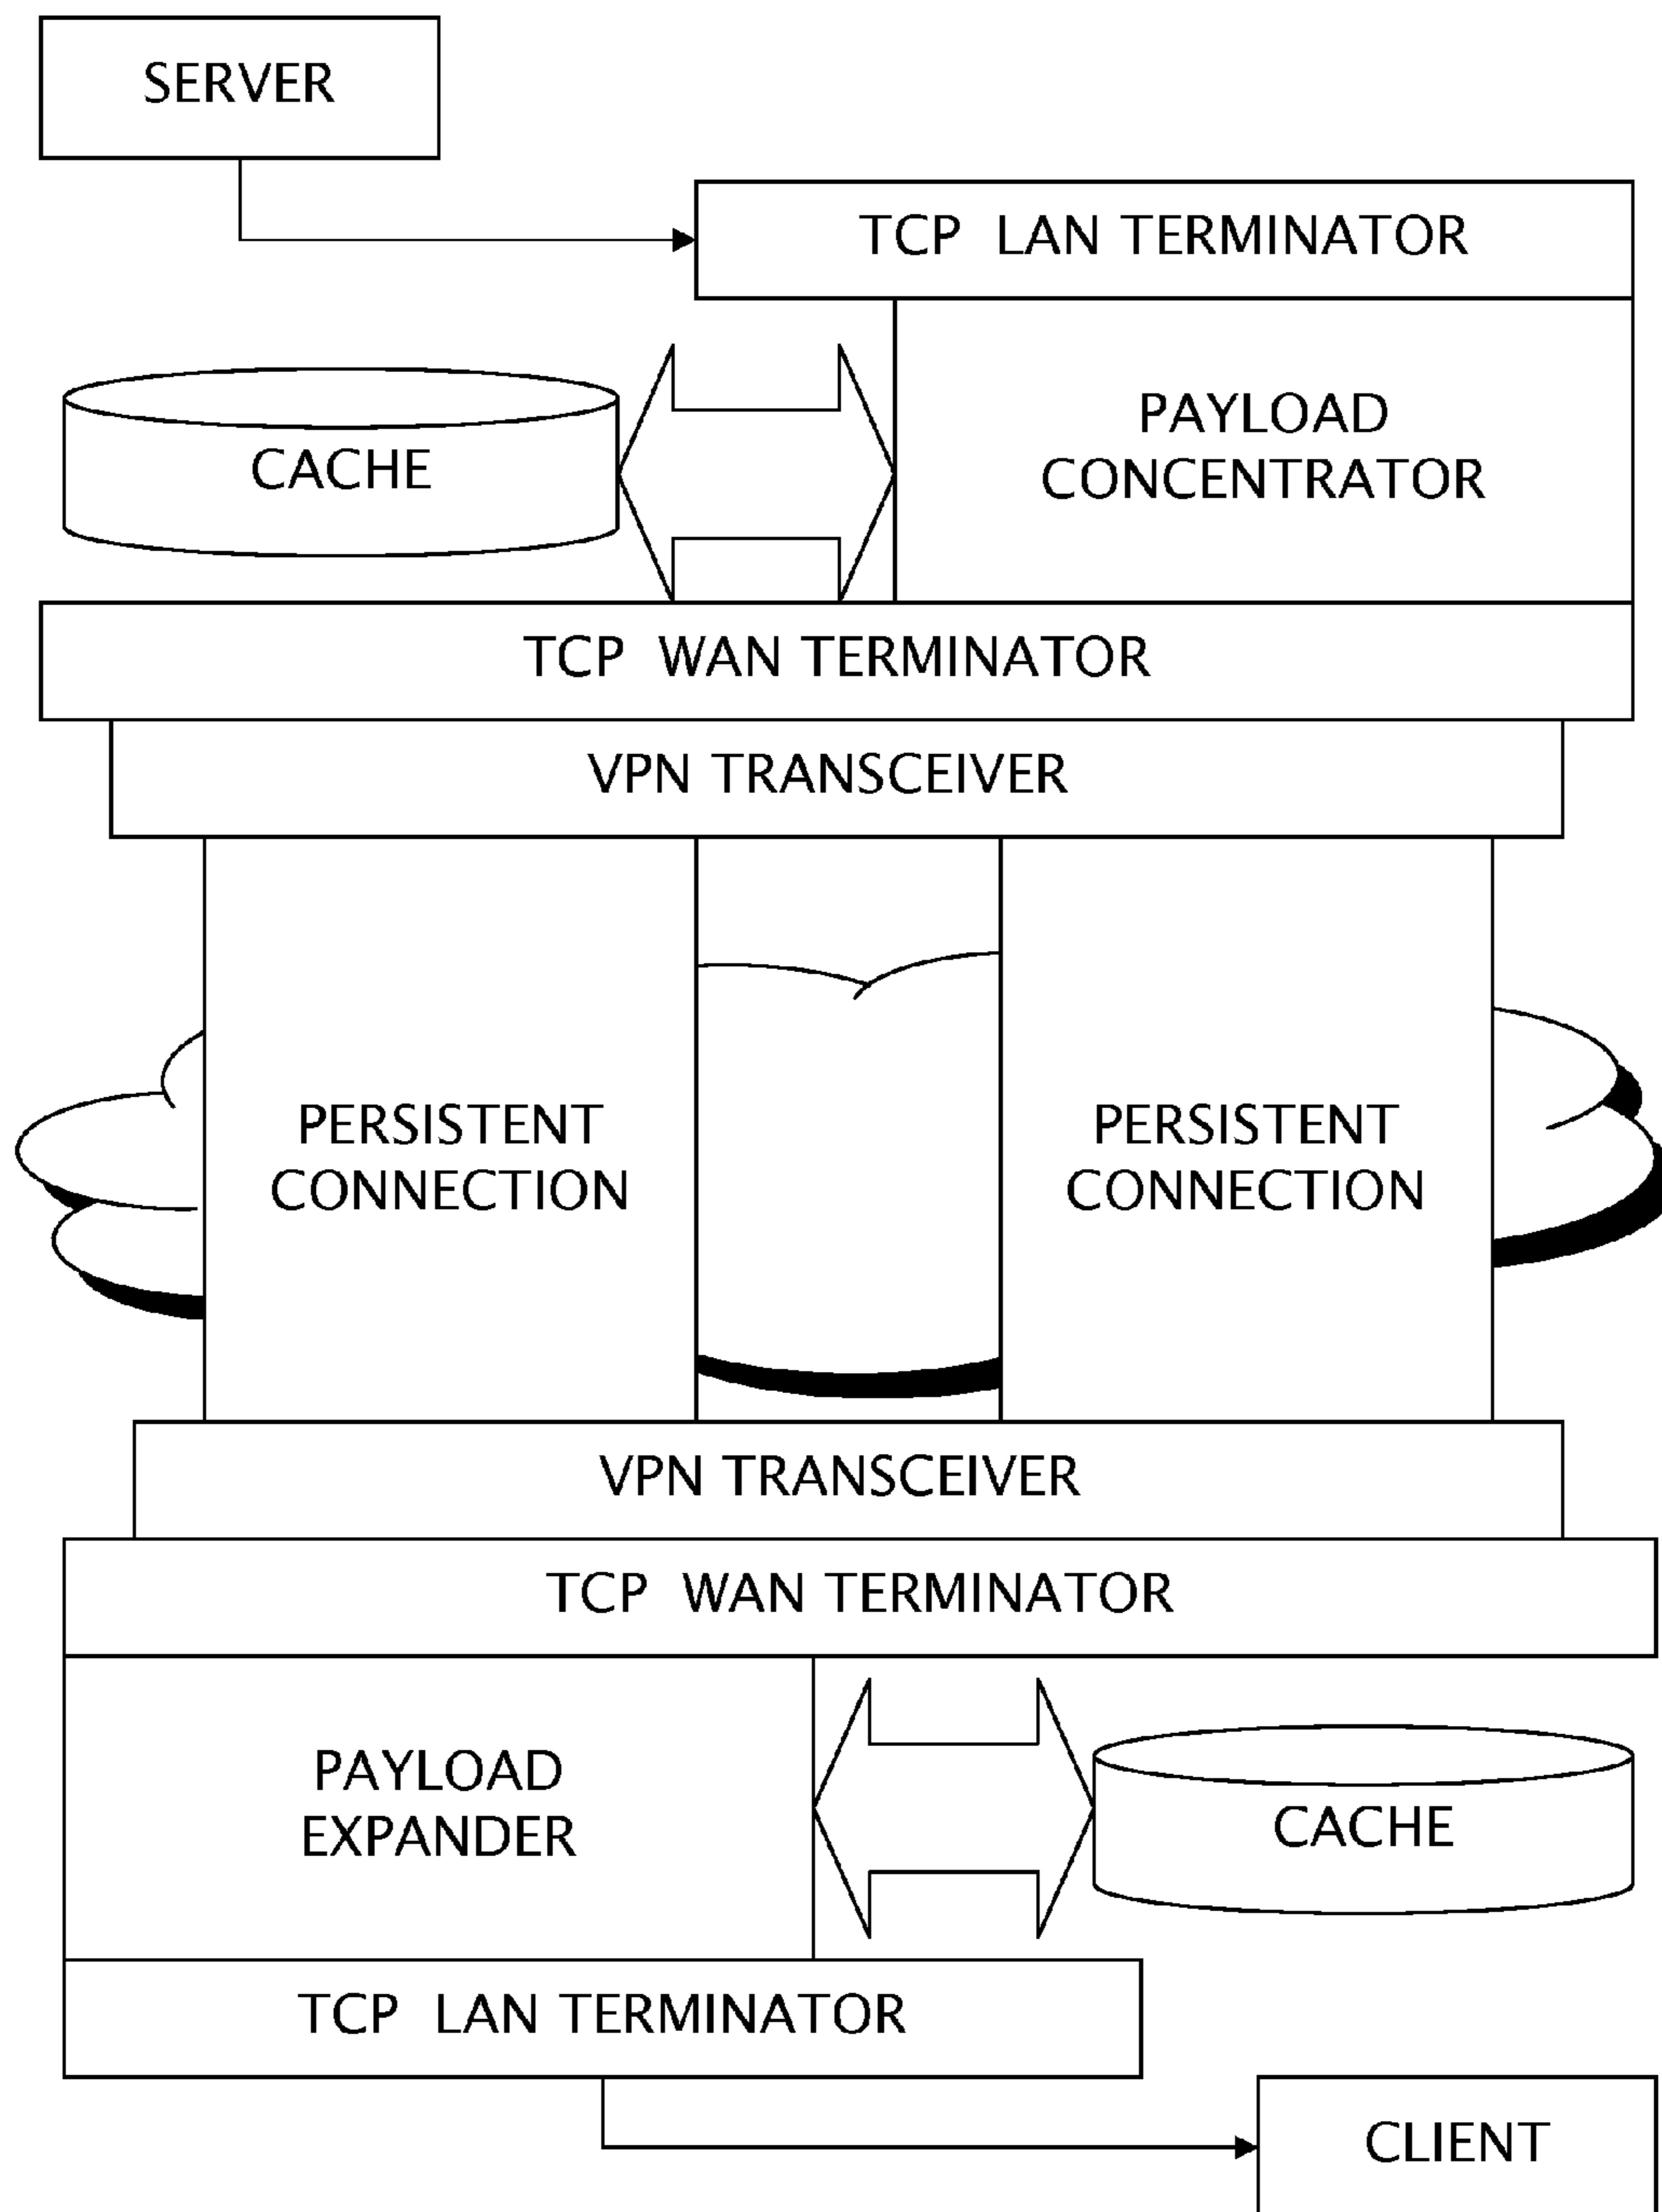 SERVER
TCP LAN TERMINATOR
PAYLOAD
CONCENTRATOR
CACHE
TCP WAN TERMINATOR
VPN TRANSCEIVER
PERSISTENT
CONNECTION
PERSISTENT
CONNECTION
VPN TRANSCEIVER
TCP WAN TERMINATOR
PAYLOAD
EXPANDER
CACHE
TCP LAN TERMINATOR
CLIENT